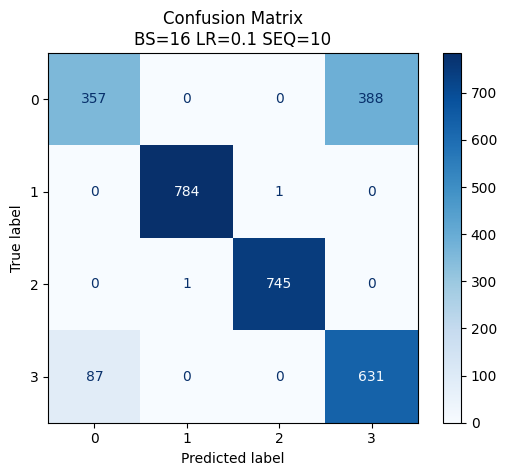 Confusion Matrix
BS=16 LR=0.1 SEQ=10
True label
0 357 0 0 388
1 0 784 1 0
2 0 1 745 0
3 87 0 0 631
0 1 2 3
Predicted label
700
600
500
400
300
200
100
0